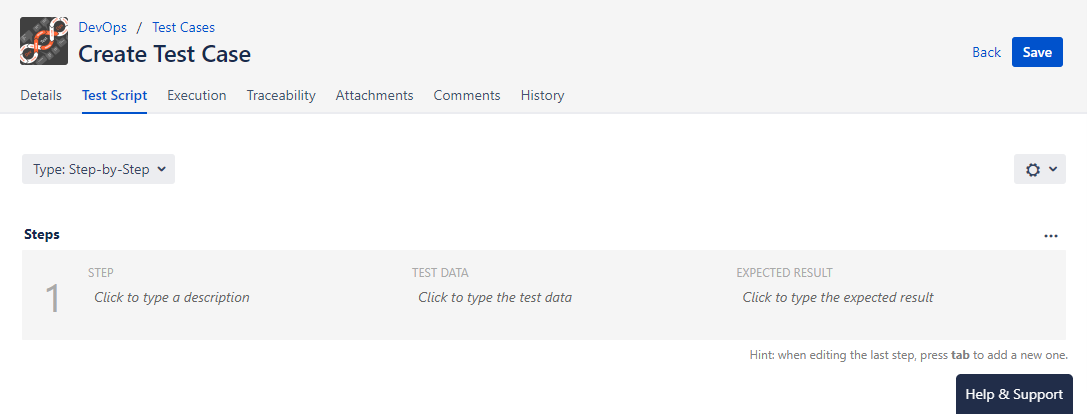 DevOps / Test Cases
Create Test Case
Back Save
Details Test Script Execution Traceability Attachments Comments History
Type: Step-by-Step
Steps
STEP TEST DATA EXPECTED RESULT
1 Click to type a description Click to type the test data Click to type the expected result
Hint: when editing the last step, press tab to add a new one.
Help & Support